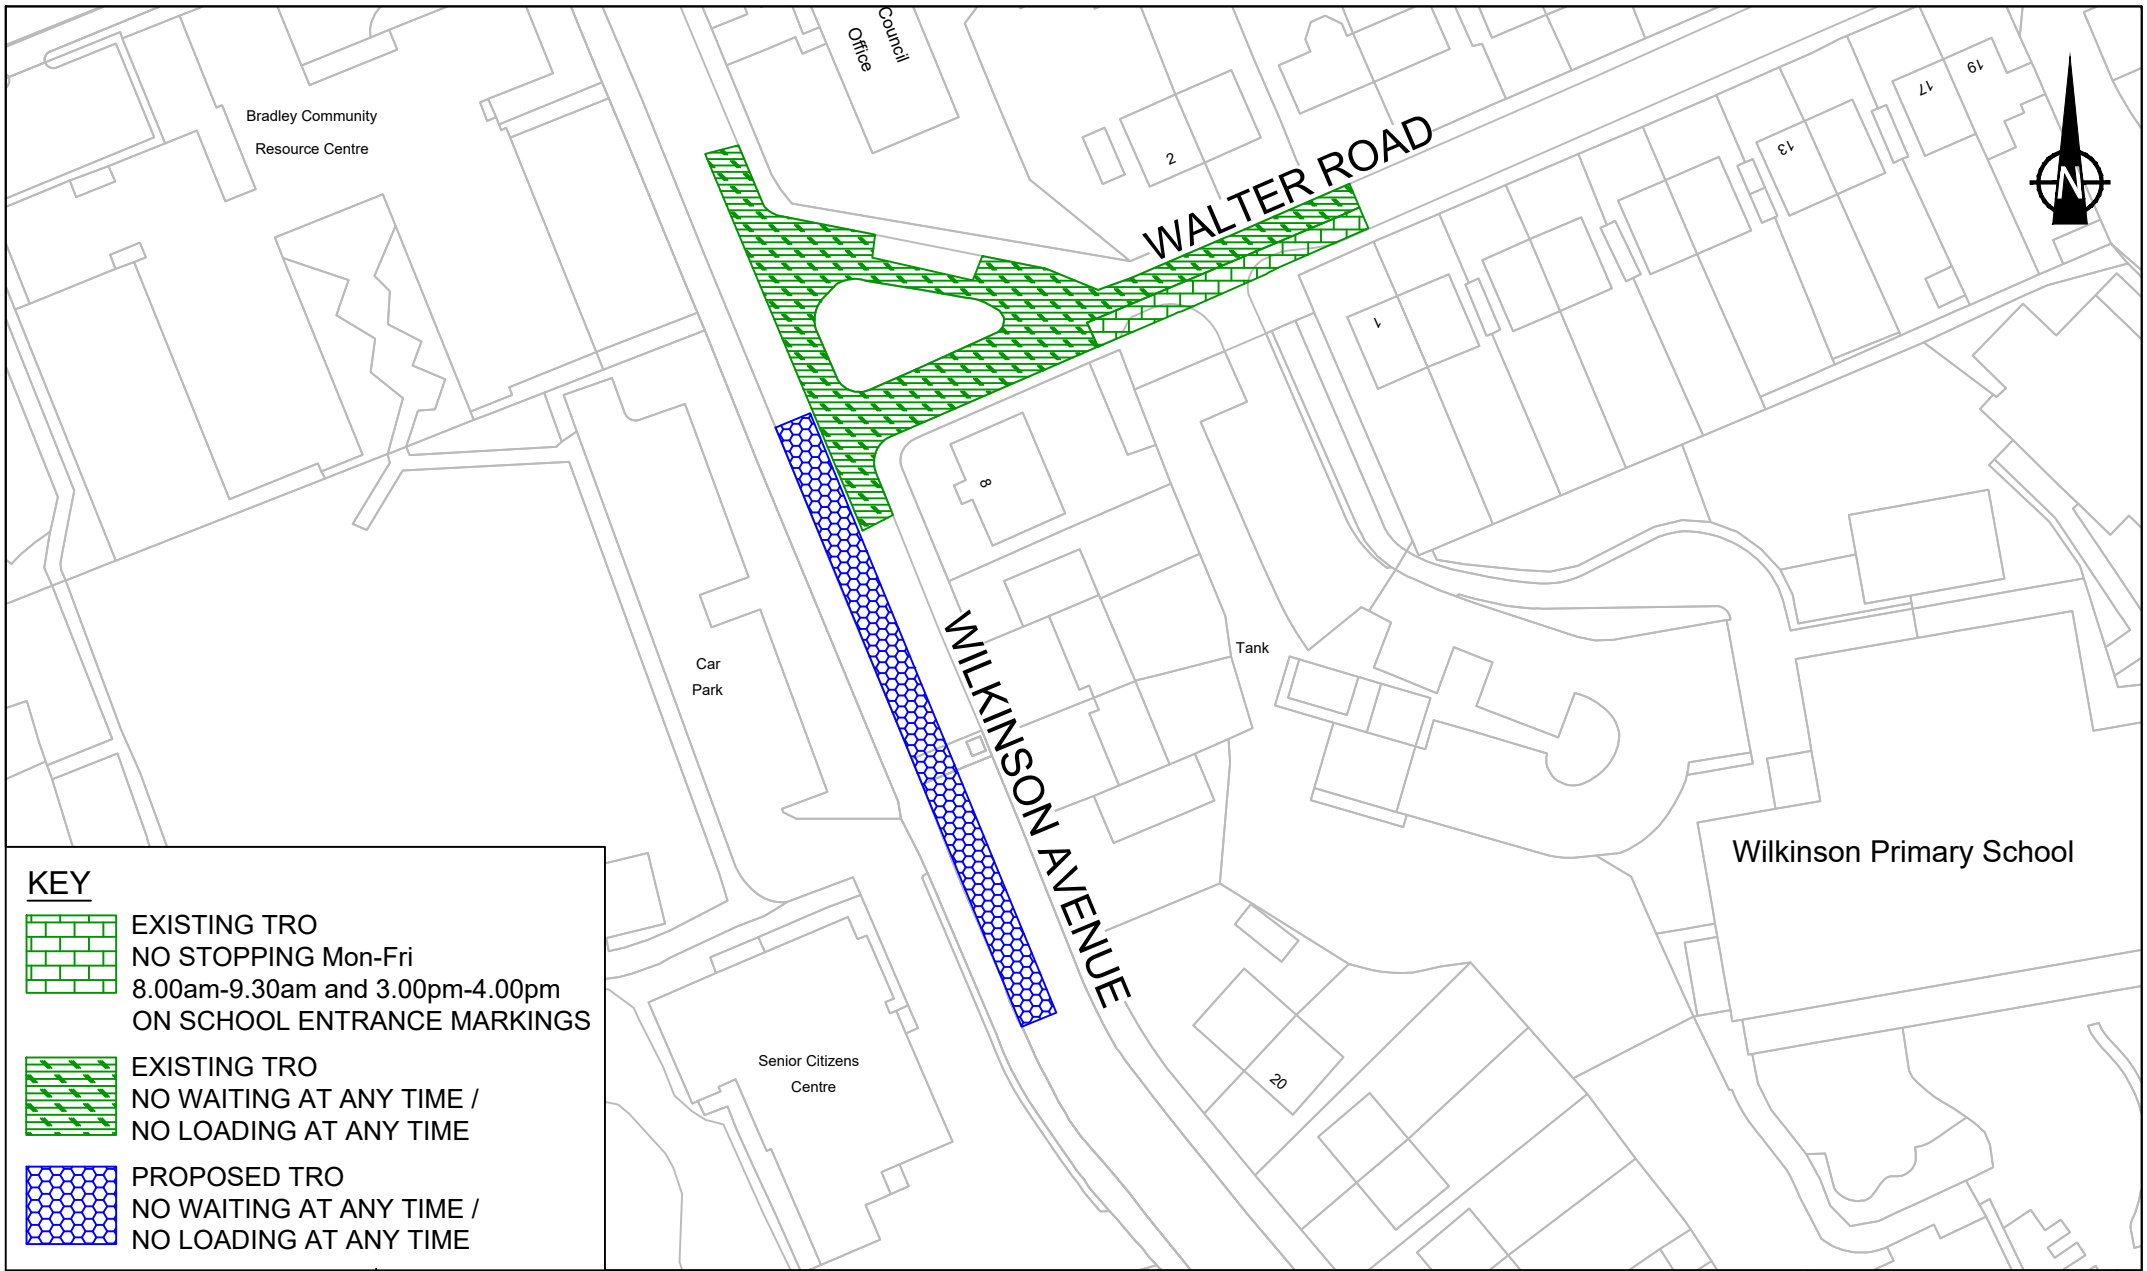 Council
Office
Bradley Community
Resource Centre
WALTER ROAD
2
19
17
13
1
N
8
WILKINSON AVENUE
Tank
Car
Park
Wilkinson Primary School
Senior Citizens
Centre
20
KEY
EXISTING TRO
NO STOPPING Mon-Fri
8.00am-9.30am and 3.00pm-4.00pm
ON SCHOOL ENTRANCE MARKINGS
EXISTING TRO
NO WAITING AT ANY TIME /
NO LOADING AT ANY TIME
PROPOSED TRO
NO WAITING AT ANY TIME /
NO LOADING AT ANY TIME